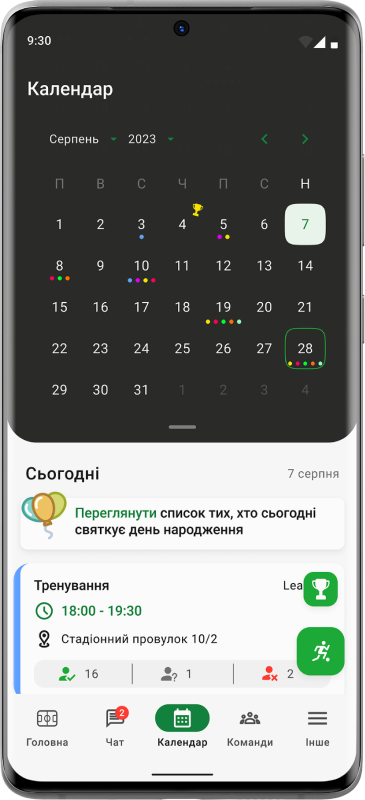 9:30
Календар
Серпень 2023
П В С Ч П С Н
1 2 3 4 5 6 7
8 9 10 11 12 13 14
15 16 17 18 19 20 21
22 23 24 25 26 27 28
29 30 31 1 2 3 4
Сьогодні 7 серпня
Переглянути список тих, хто сьогодні
святкує день народження
Тренування Lea
18:00 - 19:30
Стадіонний провулок 10/2
16 ? 1 2
2
Головна Чат Календар Команди Інше